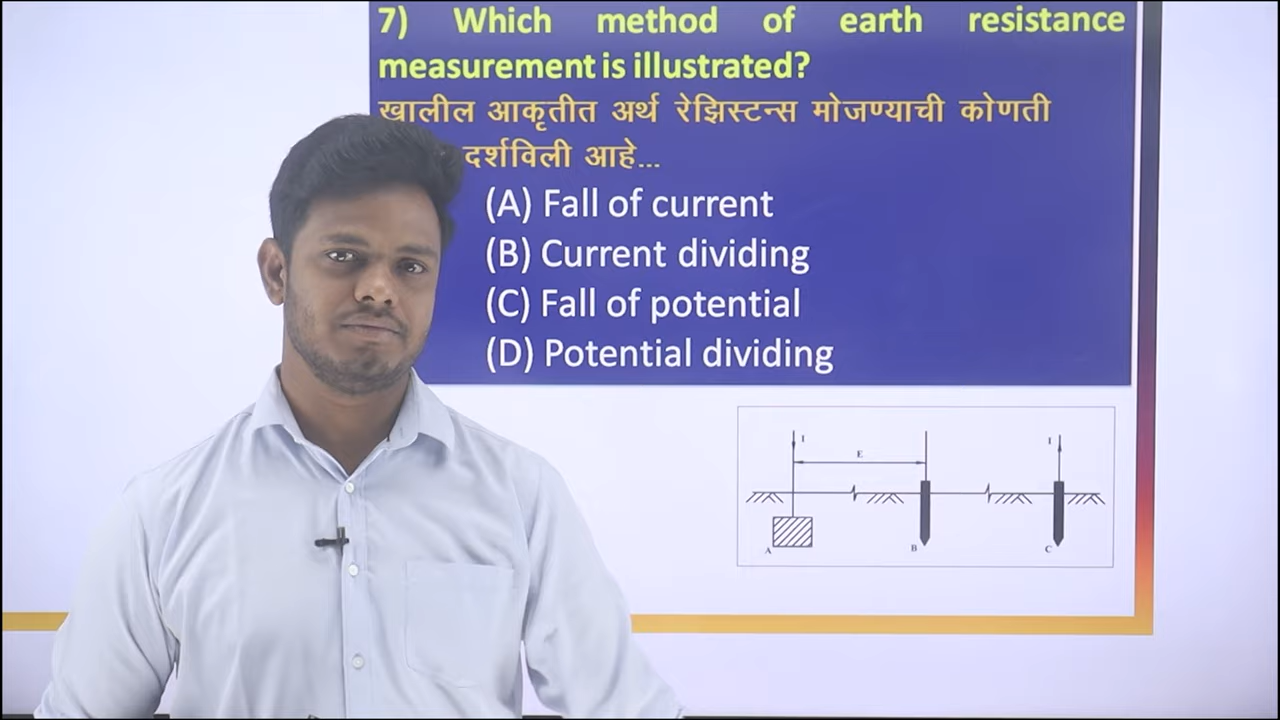 7) Which method of earth resistance
measurement is illustrated?
खालील आकृतीत अर्थ रेझिस्टन्स मोजण्याची कोणती
दर्शविली आहे...
(A) Fall of current
(B) Current dividing
(C) Fall of potential
(D) Potential dividing
I
I
E
A
B
C